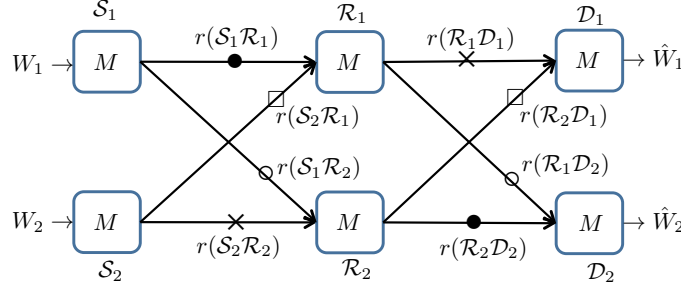 𝒮₁ ℛ₁ 𝒟₁
W₁ → M r(𝒮₁ℛ₁) M r(ℛ₁𝒟₁) M → Ŵ₁
r(𝒮₂ℛ₁) r(ℛ₂𝒟₁)
r(𝒮₁ℛ₂) r(ℛ₁𝒟₂)
W₂ → M M M → Ŵ₂
r(𝒮₂ℛ₂) r(ℛ₂𝒟₂)
𝒮₂ ℛ₂ 𝒟₂